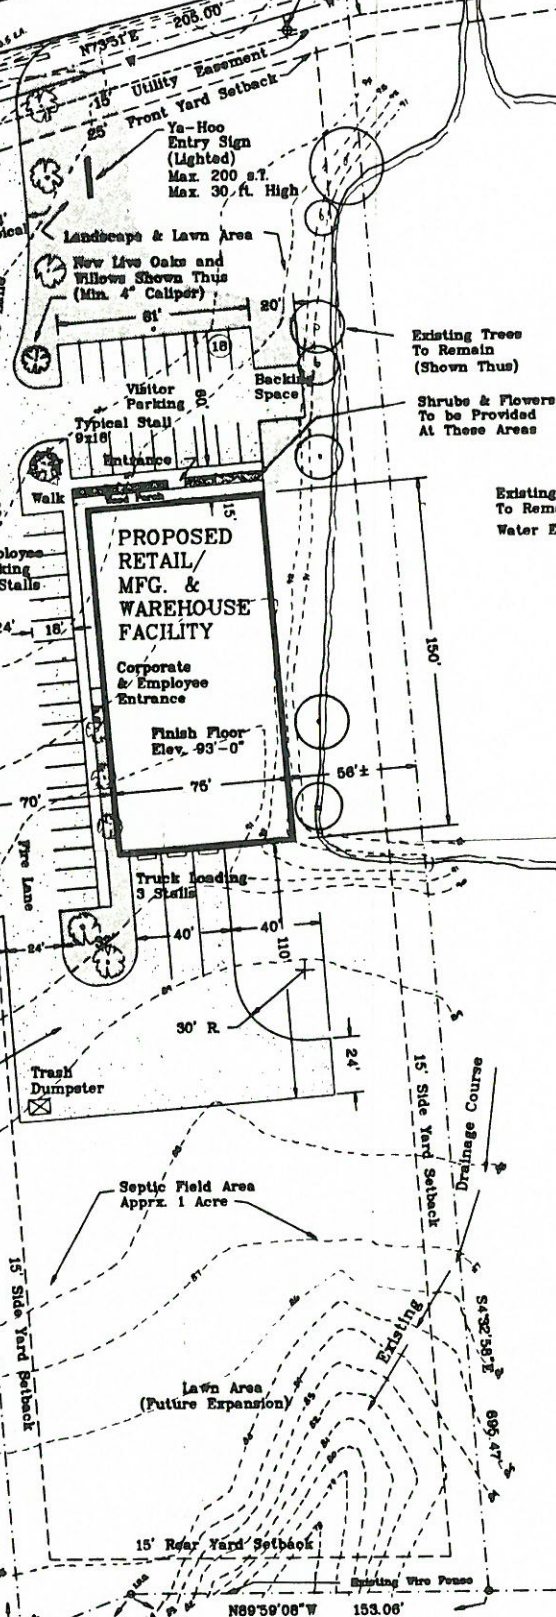 N73°51'E
205.00'
W
15' Utility Easement
25' Front Yard Setback
Ya-Hoo
Entry Sign
(Lighted)
Max. 200 s.f.
Max. 30 ft. High
Landscape & Lawn Area
New Live Oaks and
Willows Shown Thus
(Min. 4" Caliper)
61'
20'
18
Existing Trees
To Remain
(Shown Thus)
Visitor
Parking
60'
Backing
Space
Shrubs & Flowers
To be Provided
At These Areas
Typical Stall
9x18
Entrance
Walk
Wood Porch
15'
Existing
Water E
PROPOSED
RETAIL/
MFG. &
WAREHOUSE
FACILITY
18'
150'
Corporate
& Employee
Entrance
Finish Floor
Elev. 93'-0"
75'
56'±
70'
Fire Lane
Truck Loading
3 Stalls
24'
40'
40'
110'
30' R.
24'
Trash
Dumpster
15' Side Yard Setback
Drainage Course
Septic Field Area
Apprx. 1 Acre
15' Side Yard Setback
Existing
S4°32'58"E
695.47'
Lawn Area
(Future Expansion)
15' Rear Yard Setback
Existing Wire Fence
N89°59'08"W
153.06'